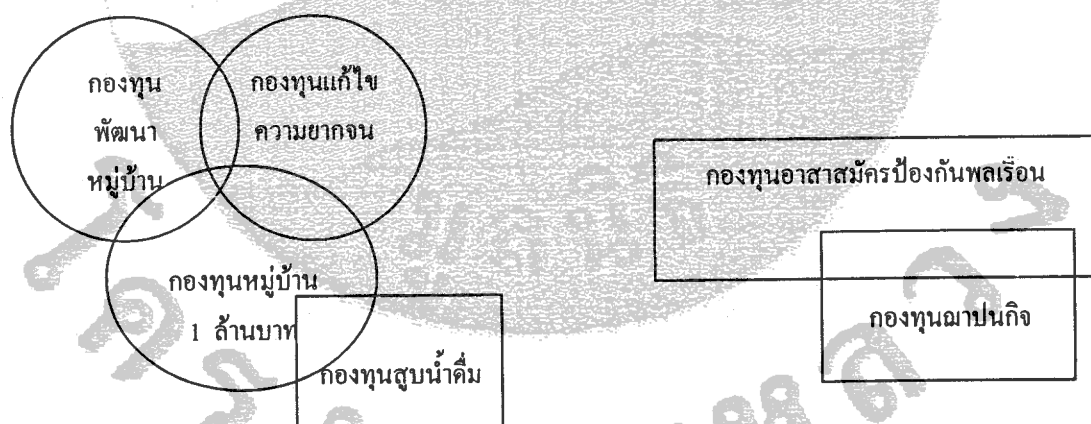 กองทุน
พัฒนา
หมู่บ้าน
กองทุนแก้ไข
ความยากจน
กองทุนหมู่บ้าน
1 ล้านบาท
กองทุนสูบน้ำดื่ม
กองทุนอาสาสมัครป้องกันพลเรือน
กองทุนฌาปนกิจ